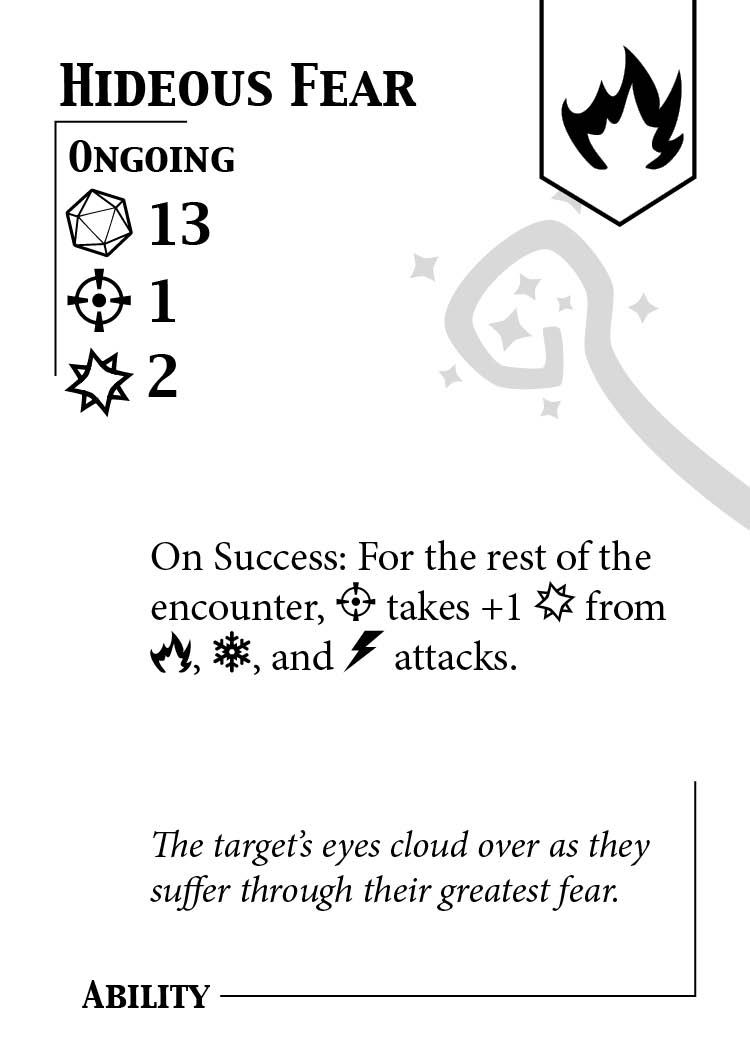 Hideous Fear
Ongoing
13
1
2
On Success: For the rest of the
encounter, takes +1 from
, , and attacks.
The target's eyes cloud over as they
suffer through their greatest fear.
Ability